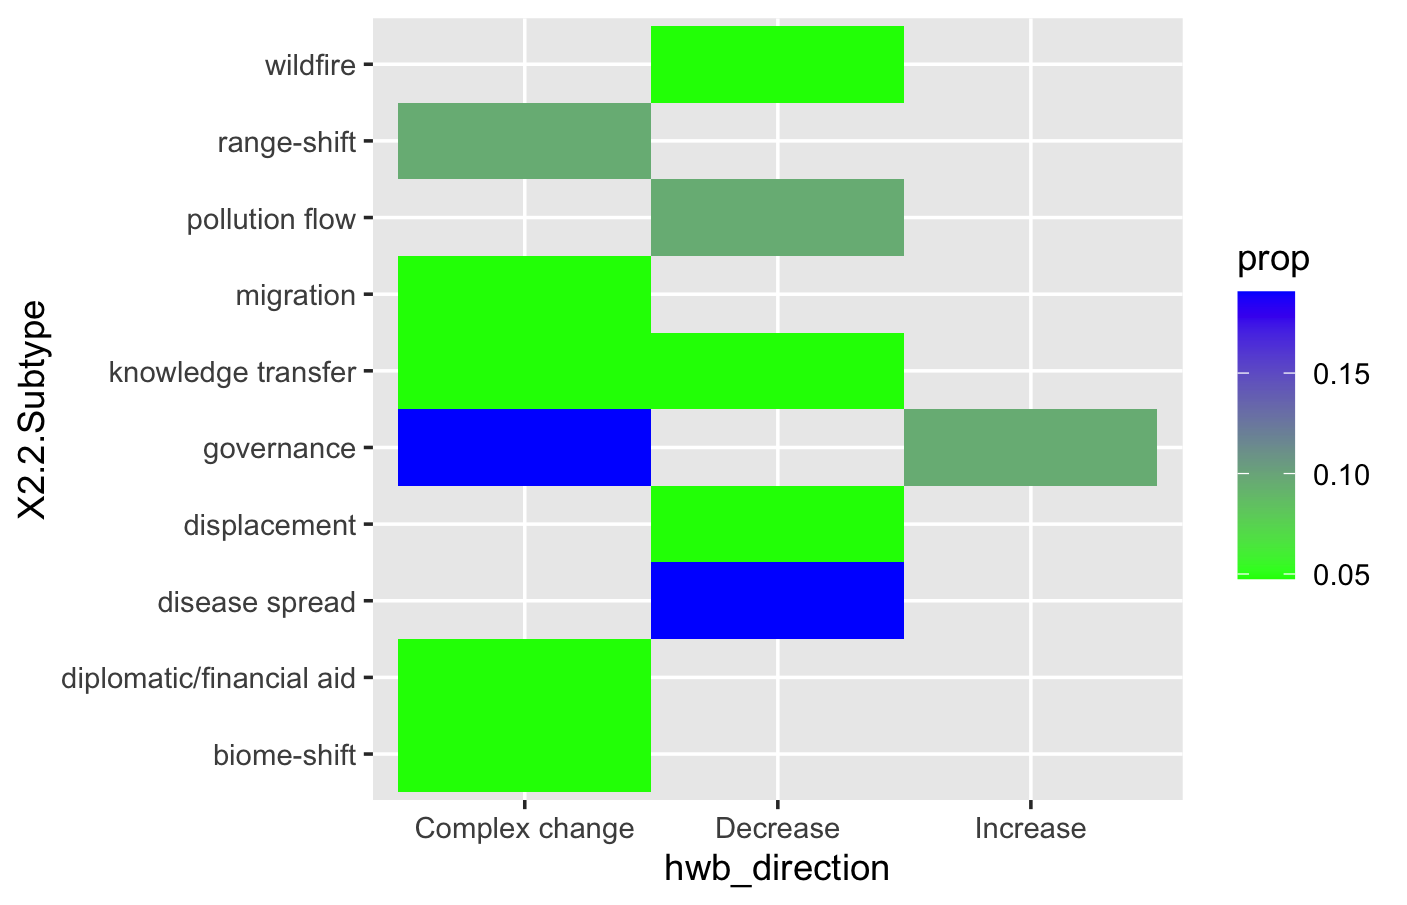 wildfire
range-shift
pollution flow
migration
knowledge transfer
governance
displacement
disease spread
diplomatic/financial aid
biome-shift
X2.2.Subtype
Complex change
Decrease
Increase
hwb_direction
prop
0.15
0.10
0.05